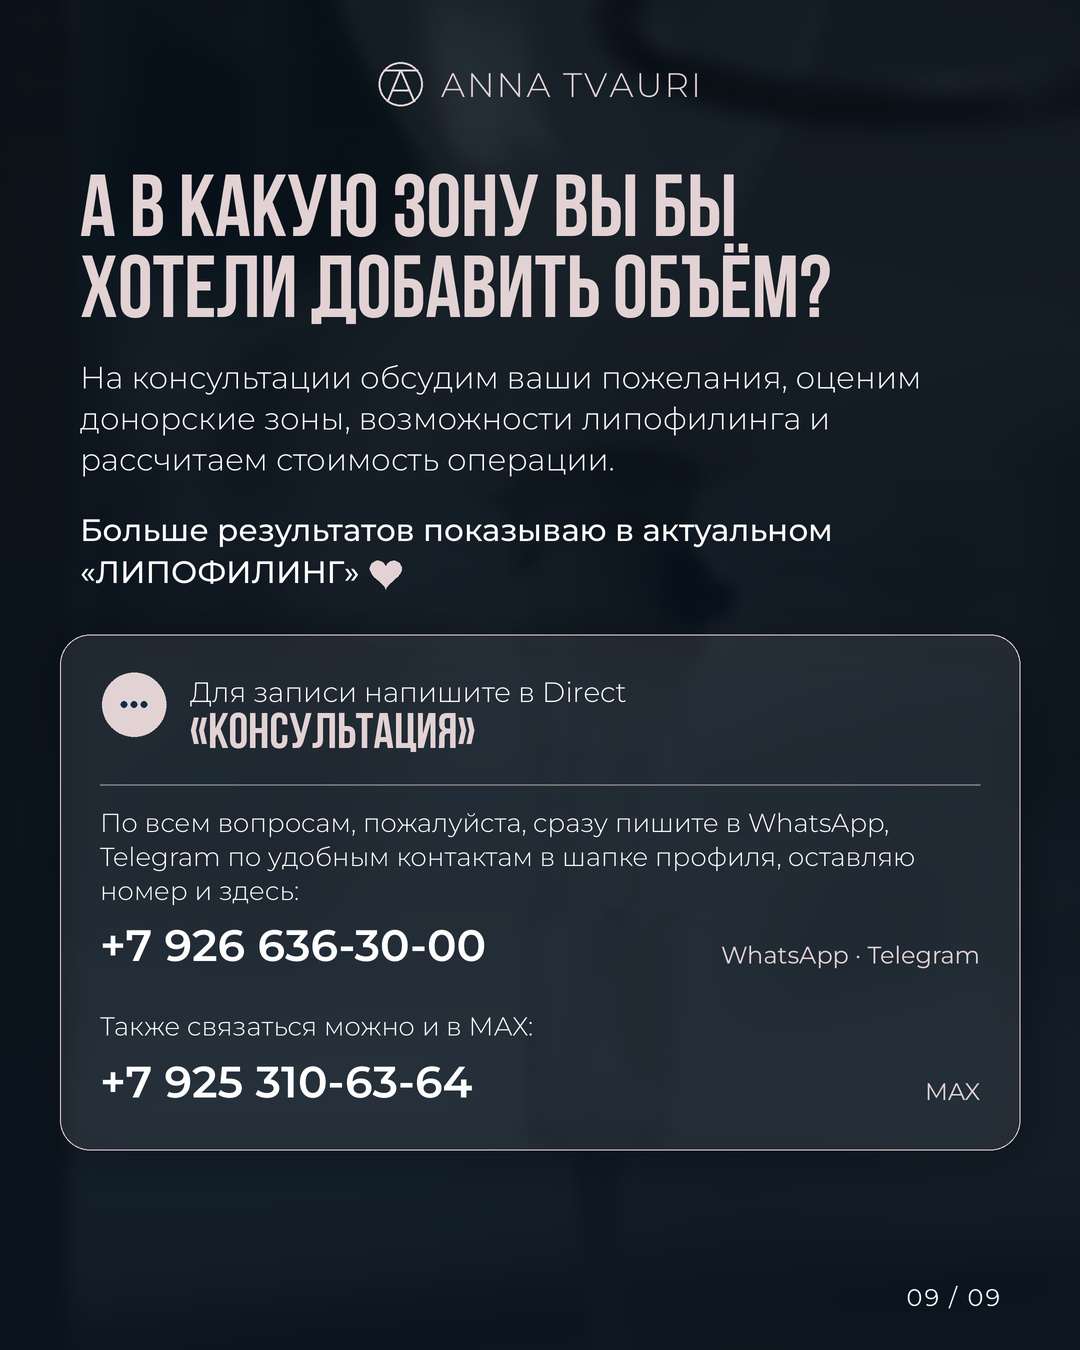 ANNA TVAURI
А В КАКУЮ ЗОНУ ВЫ БЫ
ХОТЕЛИ ДОБАВИТЬ ОБЪЁМ?
На консультации обсудим ваши пожелания, оценим
донорские зоны, возможности липофилинга и
рассчитаем стоимость операции.
Больше результатов показываю в актуальном
«ЛИПОФИЛИНГ» 
Для записи напишите в Direct
«КОНСУЛЬТАЦИЯ»
По всем вопросам, пожалуйста, сразу пишите в WhatsApp,
Telegram по удобным контактам в шапке профиля, оставляю
номер и здесь:
+7 926 636-30-00
WhatsApp · Telegram
Также связаться можно и в MAX:
+7 925 310-63-64
MAX
09 / 09